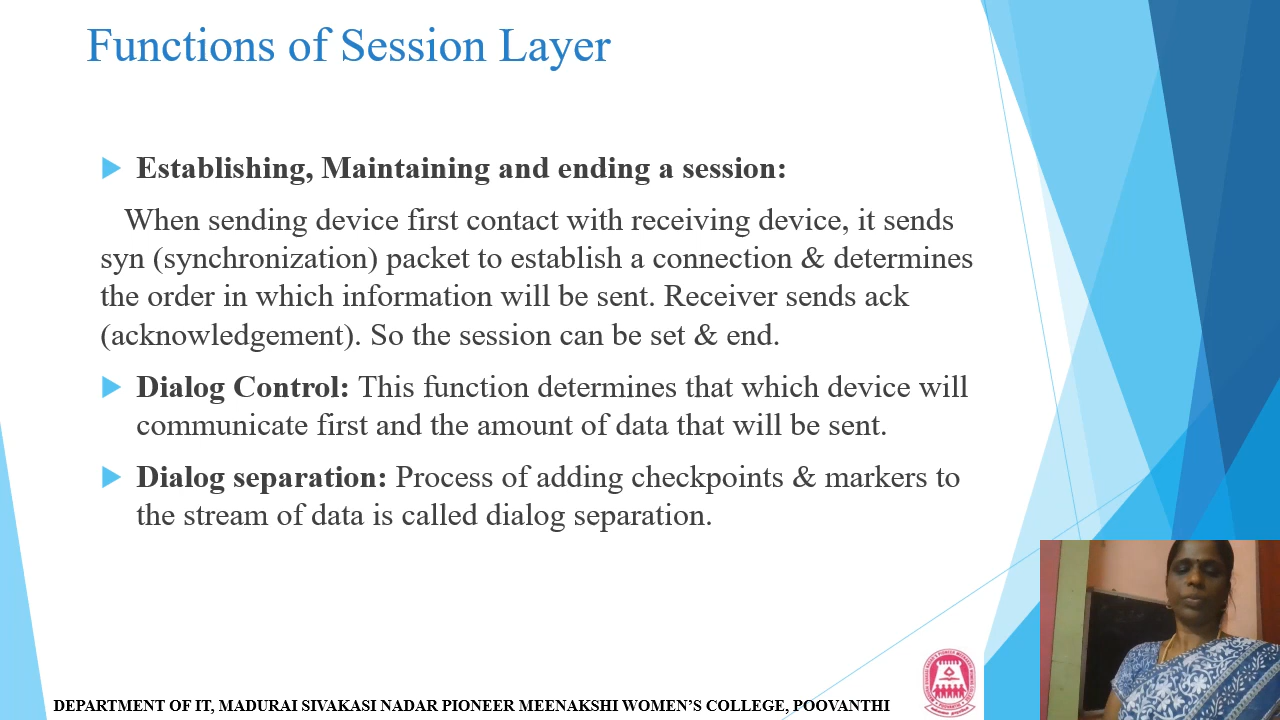 Functions of Session Layer
Establishing, Maintaining and ending a session:
When sending device first contact with receiving device, it sends
syn (synchronization) packet to establish a connection & determines
the order in which information will be sent. Receiver sends ack
(acknowledgement). So the session can be set & end.
Dialog Control: This function determines that which device will
communicate first and the amount of data that will be sent.
Dialog separation: Process of adding checkpoints & markers to
the stream of data is called dialog separation.
DEPARTMENT OF IT, MADURAI SIVAKASI NADAR PIONEER MEENAKSHI WOMEN'S COLLEGE, POOVANTHI